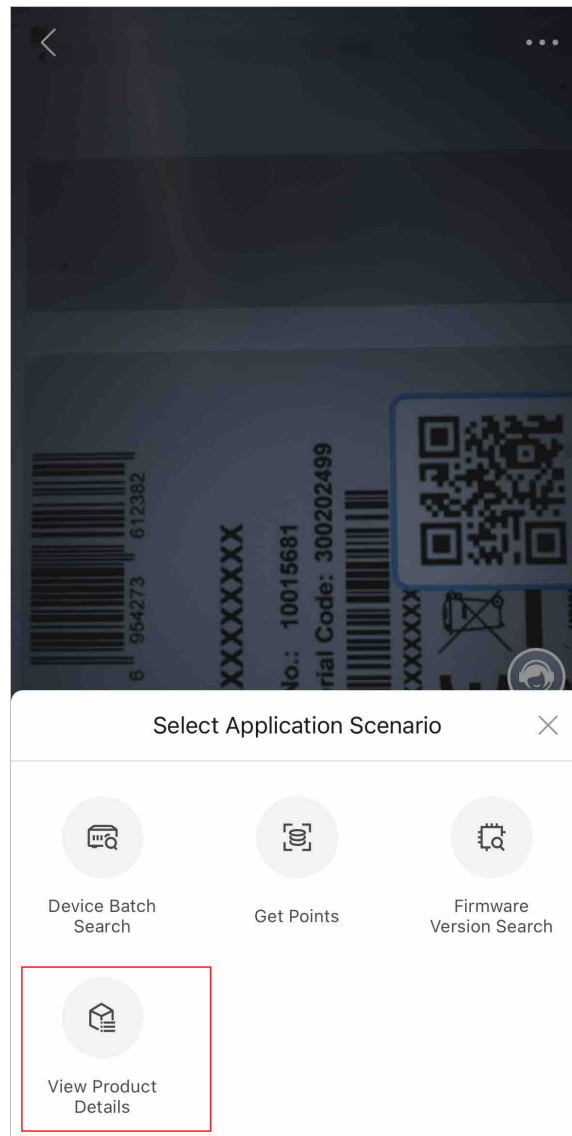 6 954273 612382
XXXXXXXX
No.: 10015681
rial Code: 300202499
XXXXX
Select Application Scenario
Device Batch
Search
Get Points
Firmware
Version Search
View Product
Details